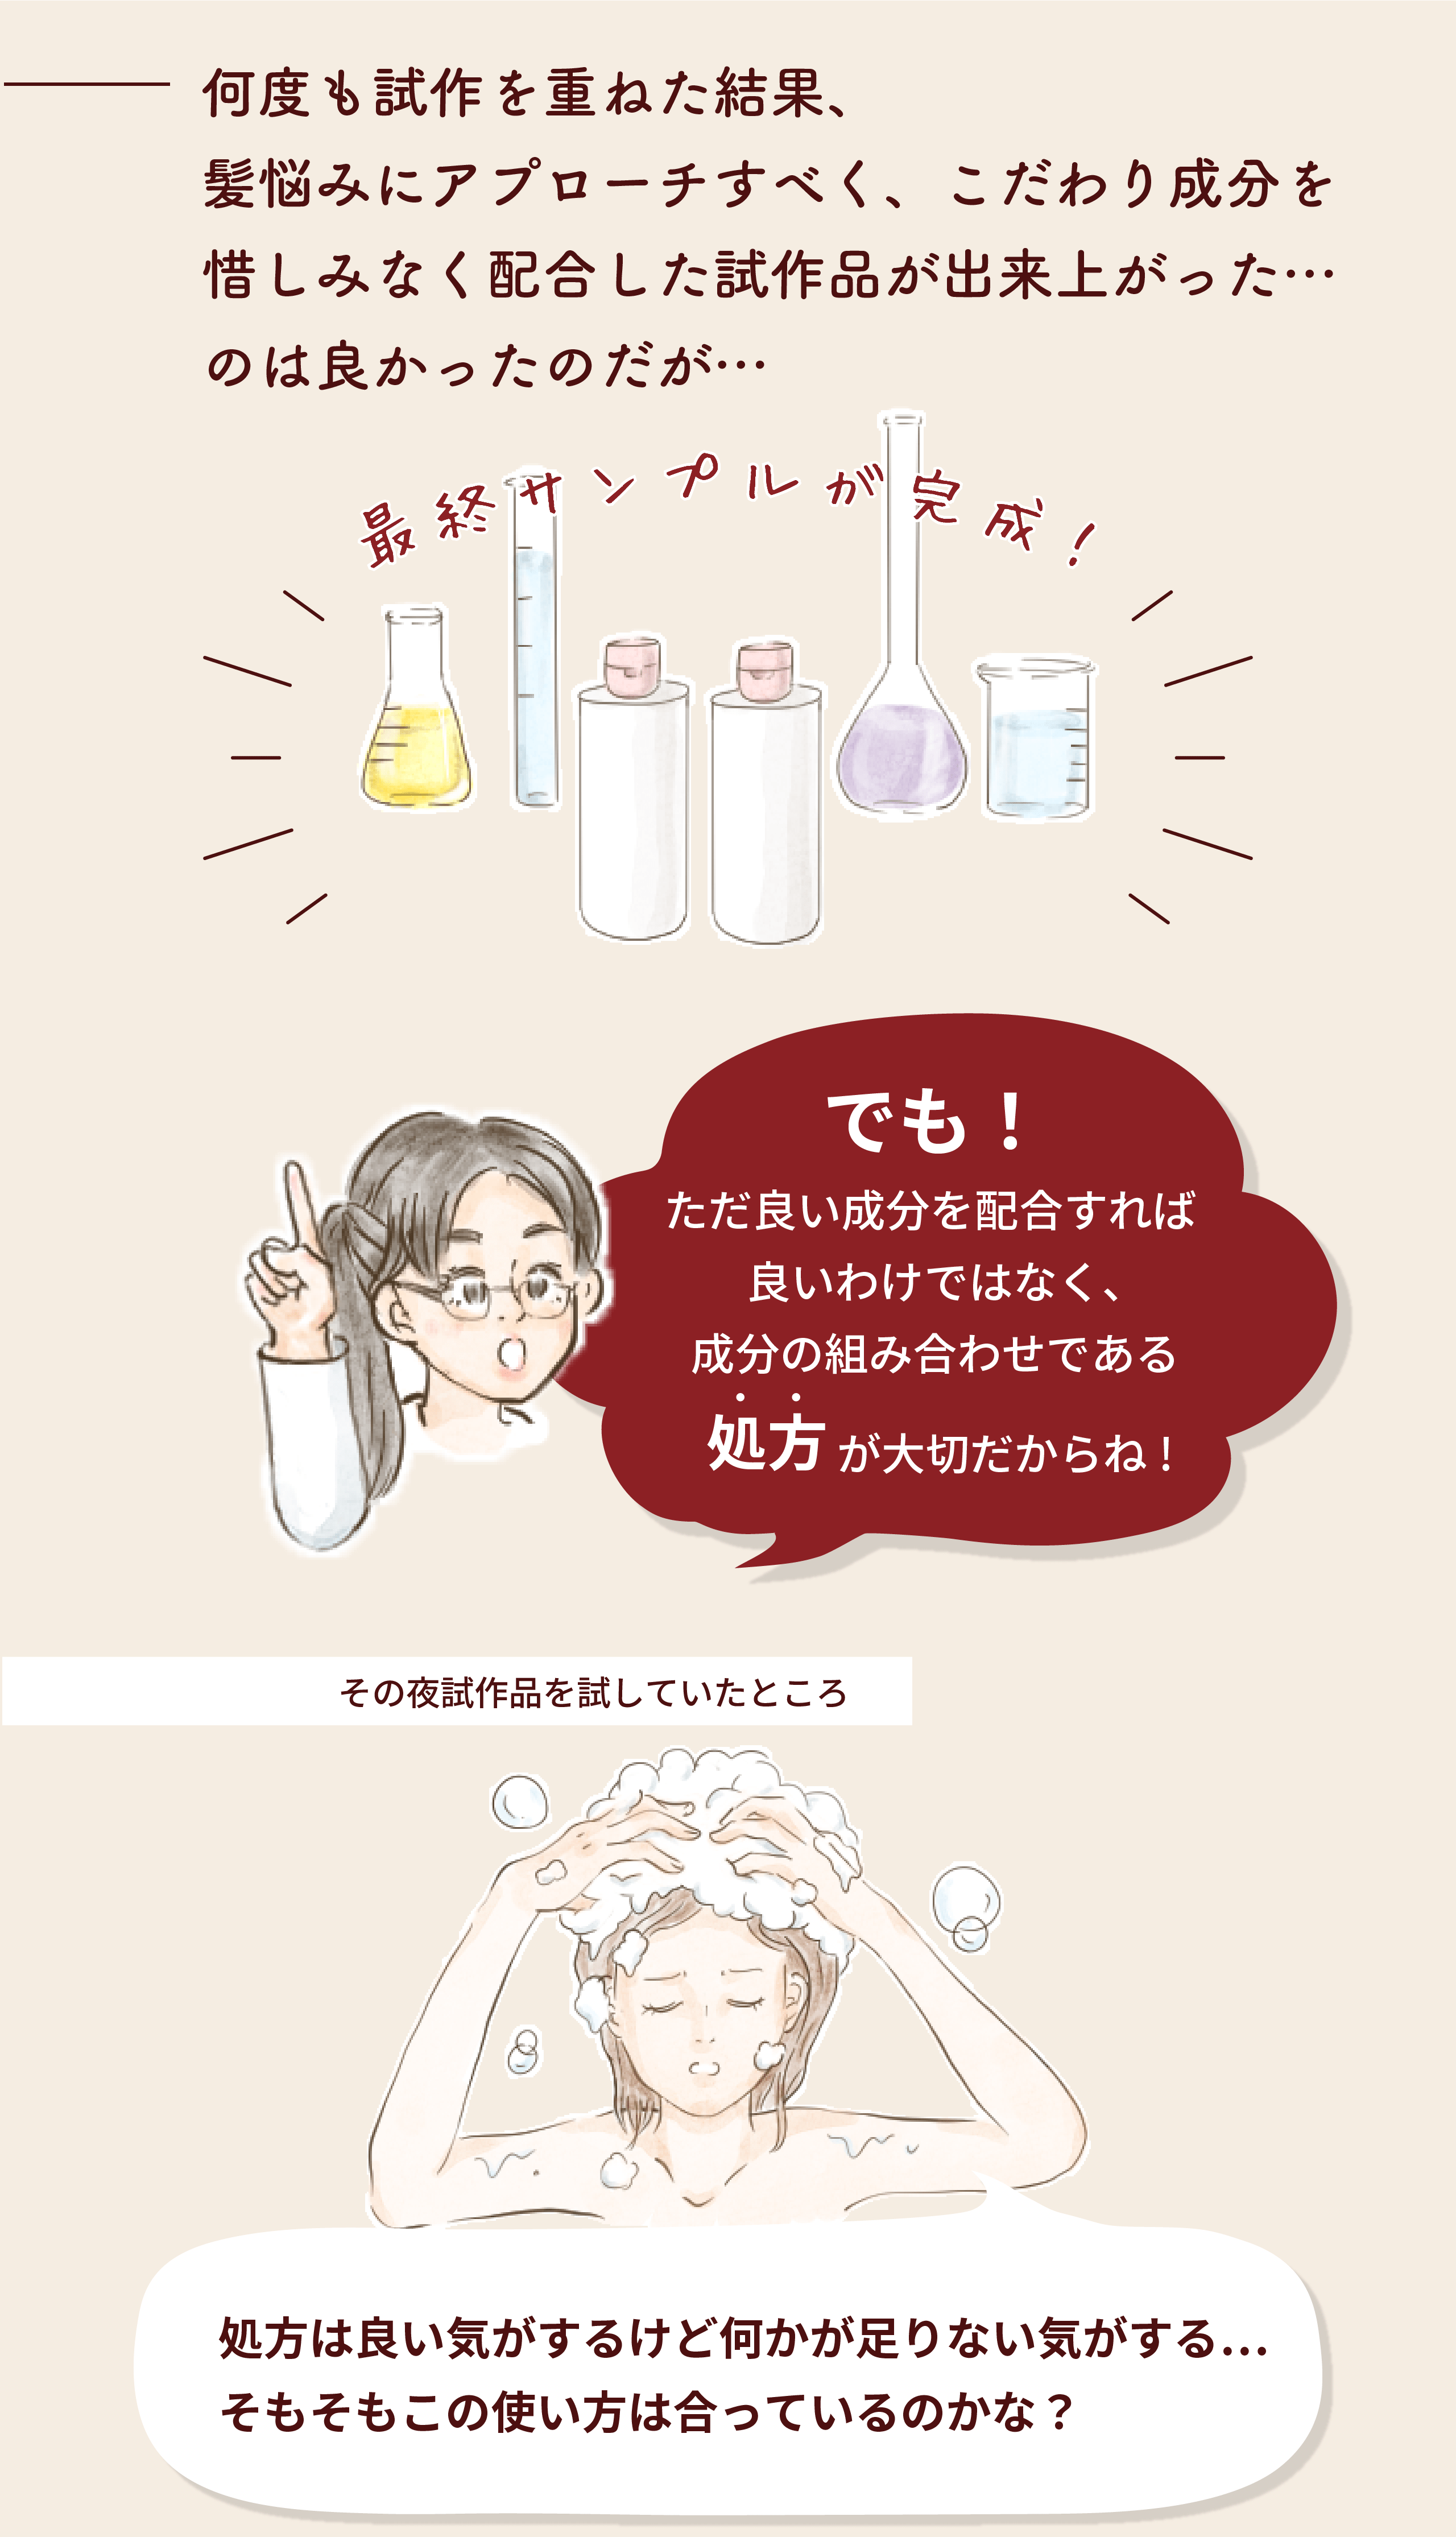 何度も試作を重ねた結果、
髪悩みにアプローチすべく、こだわり成分を
惜しみなく配合した試作品が出来上がった…
のは良かったのだが…
最終サンプルが完成！
でも！
ただ良い成分を配合すれば
良いわけではなく、
成分の組み合わせである
処方が大切だからね！
その夜試作品を試していたところ
処方は良い気がするけど何かが足りない気がする…
そもそもこの使い方は合っているのかな？